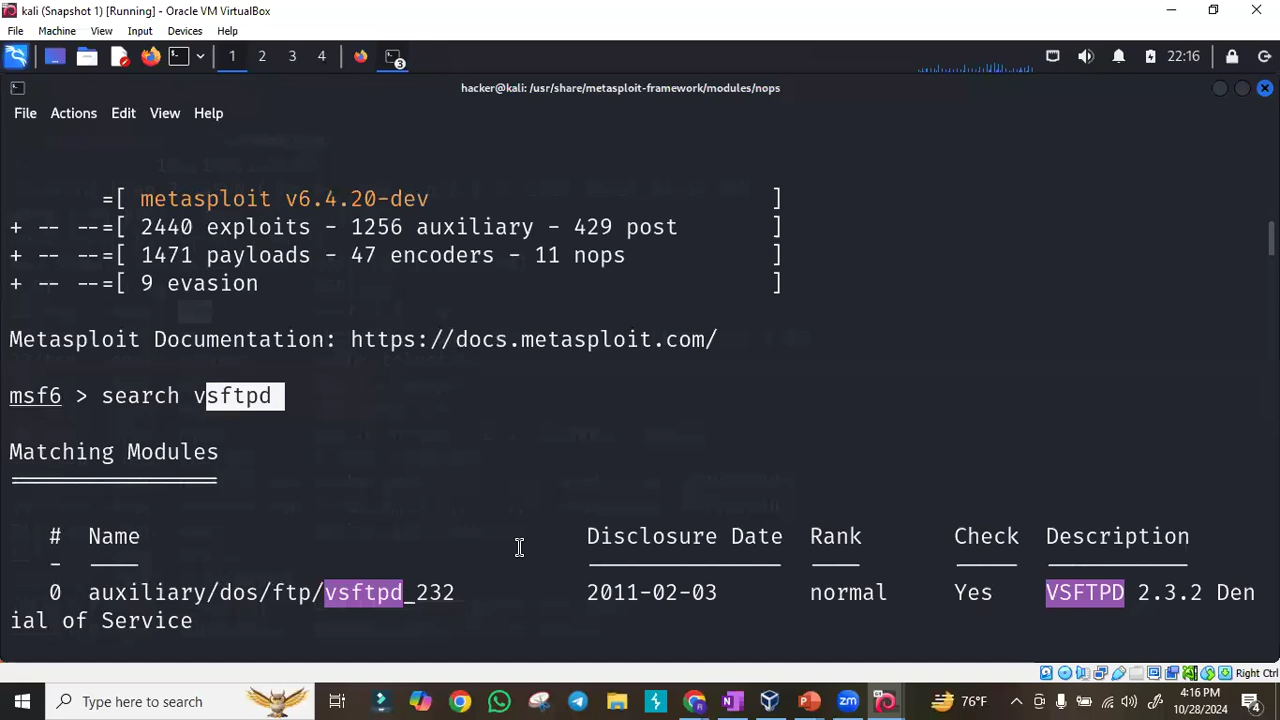 kali (Snapshot 1) [Running] - Oracle VM VirtualBox
File Machine View Input Devices Help
1 2 3 4 3 22:16
hacker@kali: /usr/share/metasploit-framework/modules/nops
File Actions Edit View Help
=[ metasploit v6.4.20-dev ]
+ -- --=[ 2440 exploits - 1256 auxiliary - 429 post ]
+ -- --=[ 1471 payloads - 47 encoders - 11 nops ]
+ -- --=[ 9 evasion ]
Metasploit Documentation: https://docs.metasploit.com/
msf6 > search vsftpd
Matching Modules
================
# Name Disclosure Date Rank Check Description
- ---- --------------- ---- ----- -----------
0 auxiliary/dos/ftp/vsftpd_232 2011-02-03 normal Yes VSFTPD 2.3.2 Den
ial of Service
Right Ctrl
Type here to search
76°F
4:16 PM
10/28/2024
4